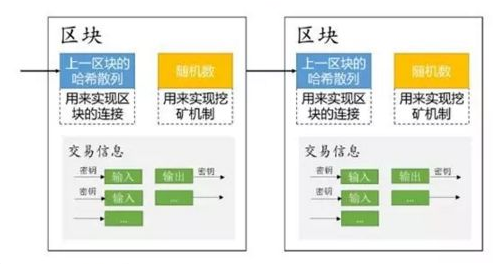 区块
上一区块的
哈希散列
随机数
用来实现区
块的连接
用来实现挖
矿机制
交易信息
密钥
输入
输出
密钥
密钥
输入
...
...
区块
上一区块的
哈希散列
随机数
用来实现区
块的连接
用来实现挖
矿机制
交易信息
密钥
输入
输出
密钥
密钥
输入
...
...